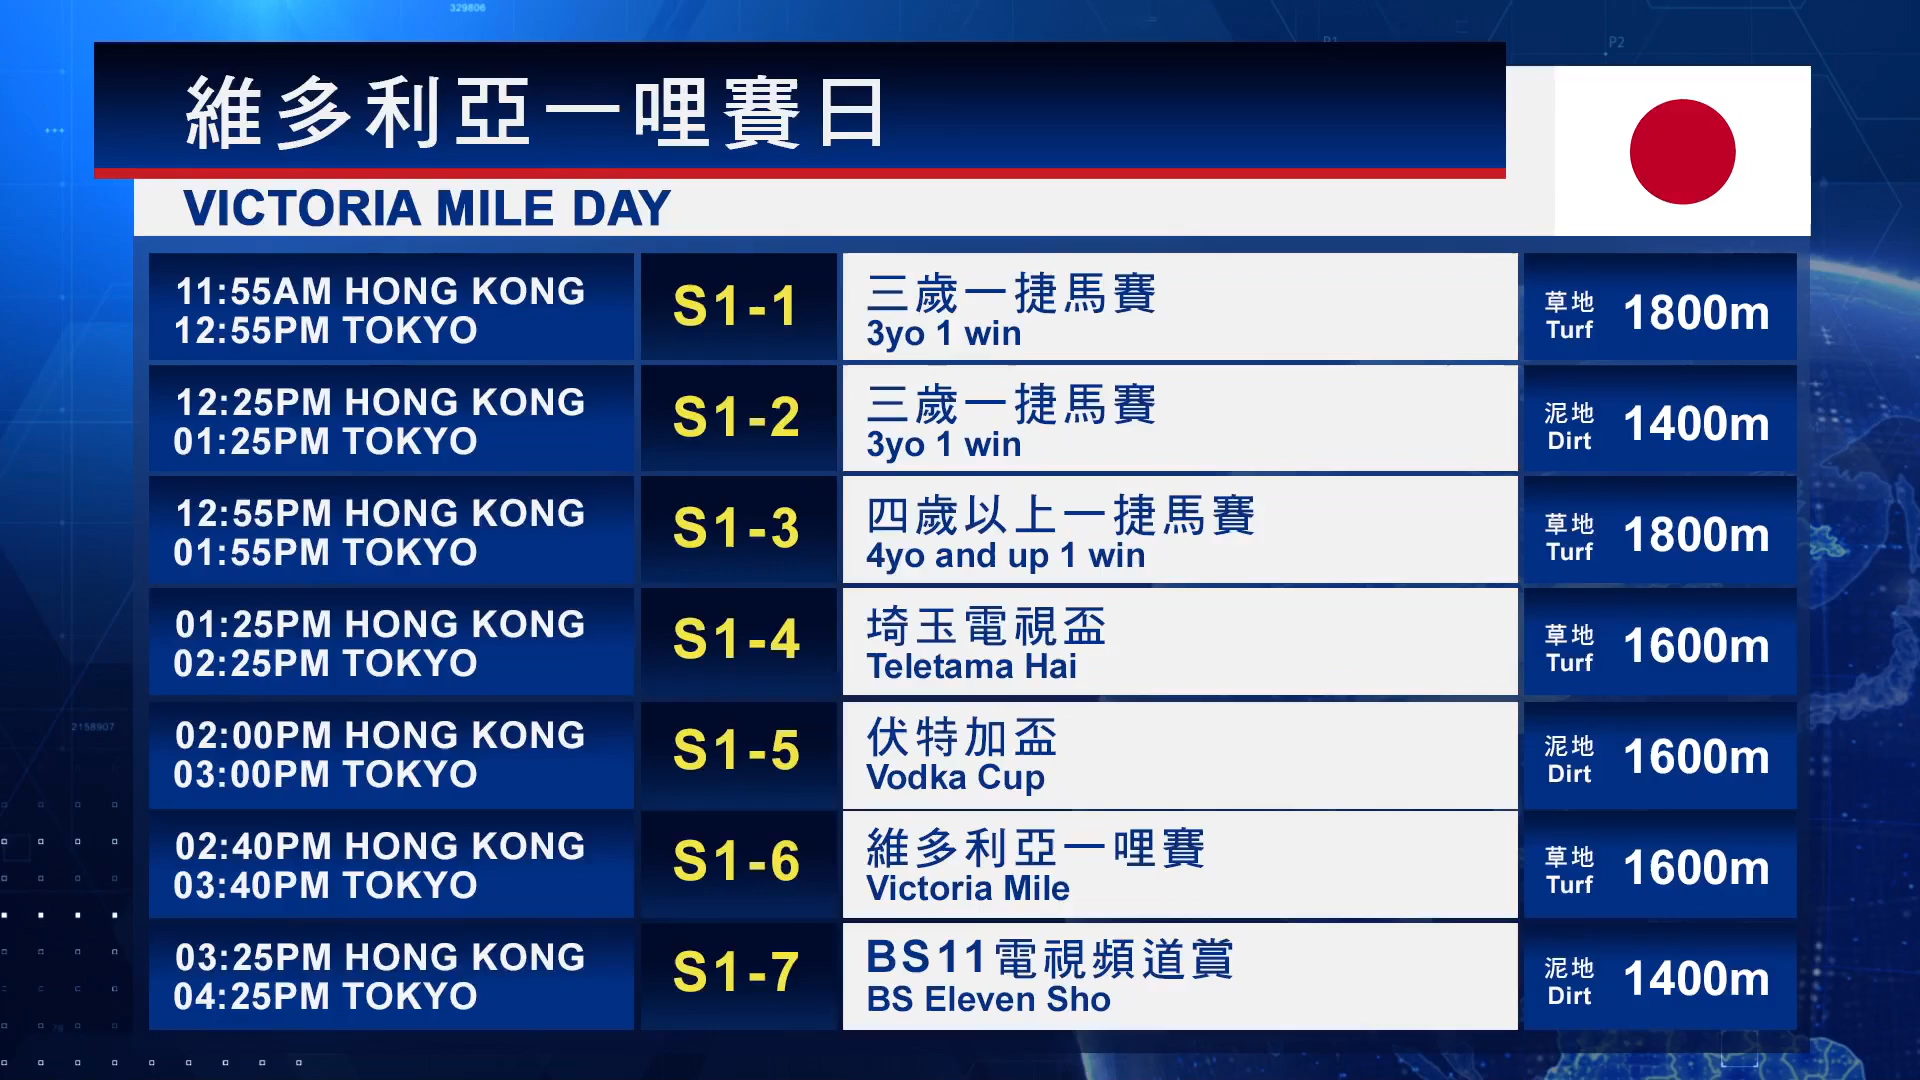 329806
P1
P2
維多利亞一哩賽日
VICTORIA MILE DAY
11:55AM HONG KONG
12:55PM TOKYO
S1-1
三歲一捷馬賽
3yo 1 win
草地
Turf
1800m
12:25PM HONG KONG
01:25PM TOKYO
S1-2
三歲一捷馬賽
3yo 1 win
泥地
Dirt
1400m
12:55PM HONG KONG
01:55PM TOKYO
S1-3
四歲以上一捷馬賽
4yo and up 1 win
草地
Turf
1800m
01:25PM HONG KONG
02:25PM TOKYO
S1-4
埼玉電視盃
Teletama Hai
草地
Turf
1600m
2158907
02:00PM HONG KONG
03:00PM TOKYO
S1-5
伏特加盃
Vodka Cup
泥地
Dirt
1600m
02:40PM HONG KONG
03:40PM TOKYO
S1-6
維多利亞一哩賽
Victoria Mile
草地
Turf
1600m
03:25PM HONG KONG
04:25PM TOKYO
S1-7
BS11電視頻道賞
BS Eleven Sho
泥地
Dirt
1400m